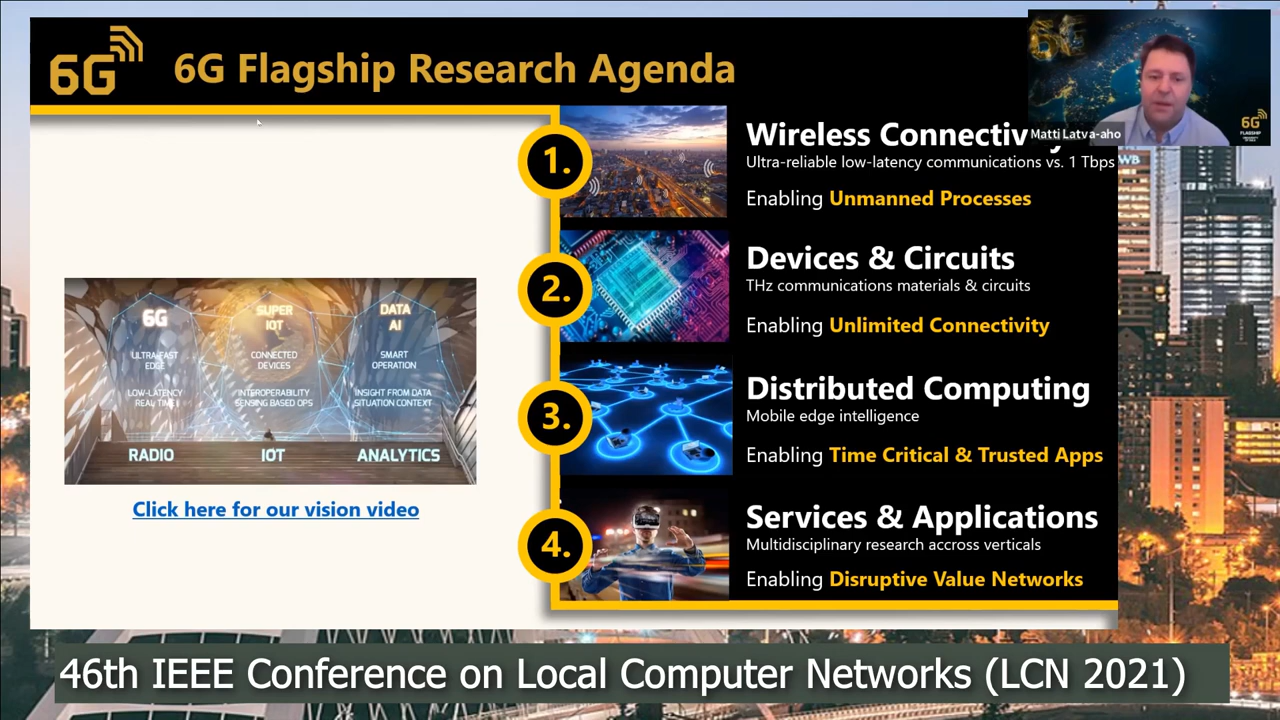 6G
6G Flagship Research Agenda
Matti Latva-aho
6G
FLAGSHIP
1.
Wireless
Ultra-reliable low-latency communications vs. 1 Tbps
Enabling Unmanned Processes
2.
Devices & Circuits
THz communications materials & circuits
Enabling Unlimited Connectivity
3.
Distributed Computing
Mobile edge intelligence
Enabling Time Critical & Trusted Apps
4.
Services & Applications
Multidisciplinary research accross verticals
Enabling Disruptive Value Networks
6G
ULTRA-FAST
EDGE
LOW-LATENCY
REAL TIME
RADIO
SUPER
IOT
CONNECTED
DEVICES
INTEROPERABILITY
SENSING BASED OPS
IOT
DATA
AI
SMART
OPERATION
INSIGHT FROM DATA
SITUATION CONTEXT
ANALYTICS
Click here for our vision video
46th IEEE Conference on Local Computer Networks (LCN 2021)